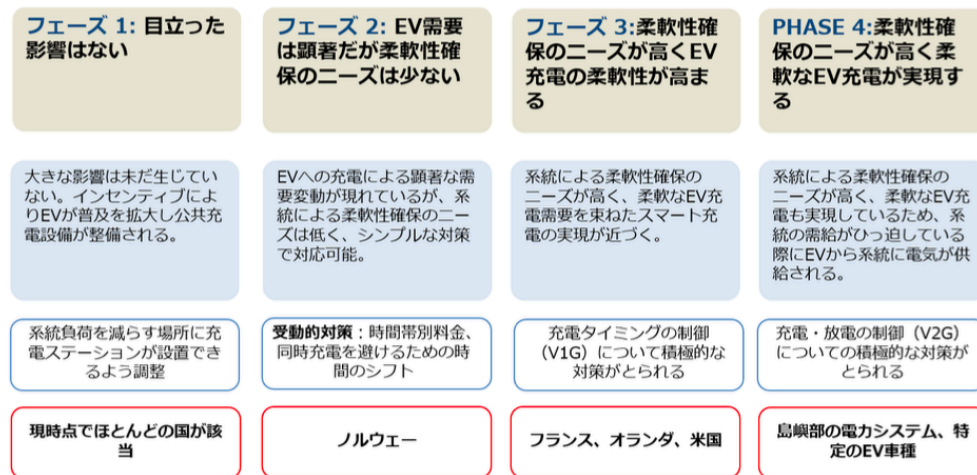 フェーズ 1: 目立った
影響はない
フェーズ 2: EV需要
は顕著だが柔軟性確
保のニーズは少ない
フェーズ 3:柔軟性確
保のニーズが高くEV
充電の柔軟性が高ま
る
PHASE 4:柔軟性確
保のニーズが高く柔
軟なEV充電が実現す
る
大きな影響は未だ生じてい
ない。インセンティブによ
りEVが普及を拡大し公共充
電設備が整備される。
EVへの充電による顕著な需
要変動が現れているが、系
統による柔軟性確保のニー
ズは低く、シンプルな対策
で対応可能。
系統による柔軟性確保の
ニーズが高く、柔軟なEV充
電需要を束ねたスマート充
電の実現が近づく。
系統による柔軟性確保の
ニーズが高く、柔軟なEV充
電も実現しているため、系
統の需給がひっ迫している
際にEVから系統に電気が供
給される。
系統負荷を減らす場所に充
電ステーションが設置でき
るよう調整
受動的対策：時間帯別料金、
同時充電を避けるための時
間のシフト
充電タイミングの制御
（V1G）について積極的な
対策がとられる
充電・放電の制御（V2G）
についての積極的な対策が
とられる
現時点でほとんどの国が該
当
ノルウェー
フランス、オランダ、米国
島嶼部の電力システム、特
定のEV車種